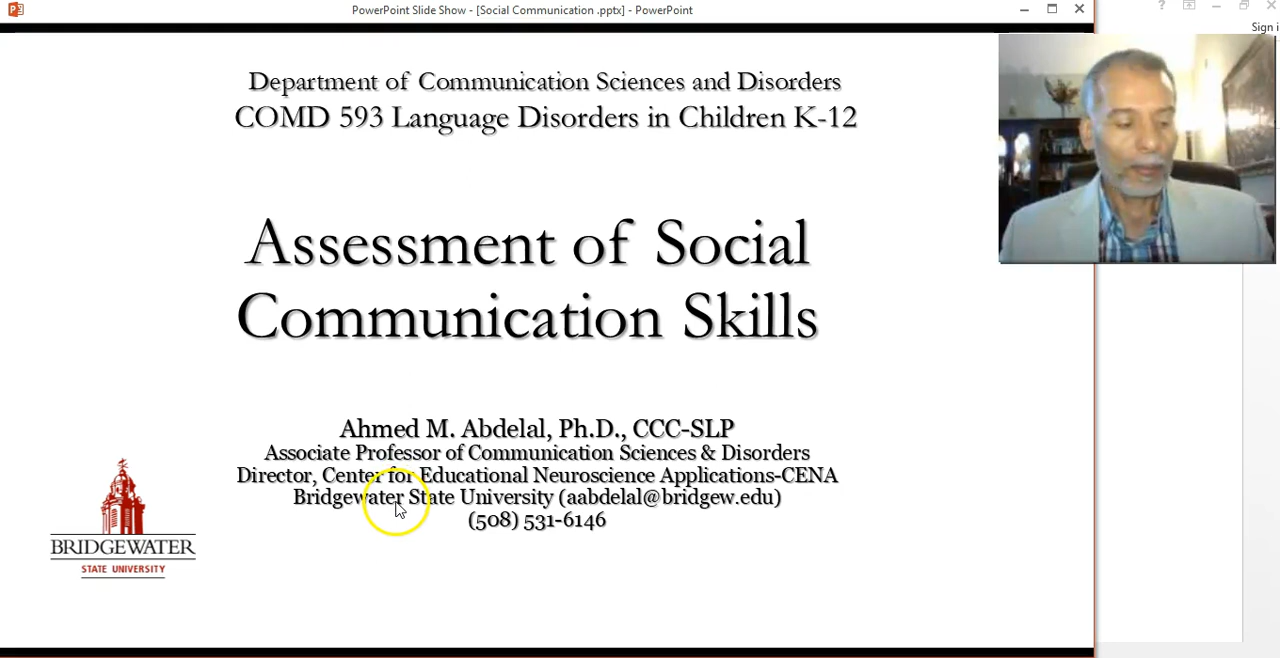 PowerPoint Slide Show - [Social Communication .pptx] - PowerPoint
Sign i
Department of Communication Sciences and Disorders
COMD 593 Language Disorders in Children K-12
Assessment of Social
Communication Skills
Ahmed M. Abdelal, Ph.D., CCC-SLP
Associate Professor of Communication Sciences & Disorders
Director, Center for Educational Neuroscience Applications-CENA
Bridgewater State University (aabdelal@bridgew.edu)
(508) 531-6146
BRIDGEWATER
STATE UNIVERSITY